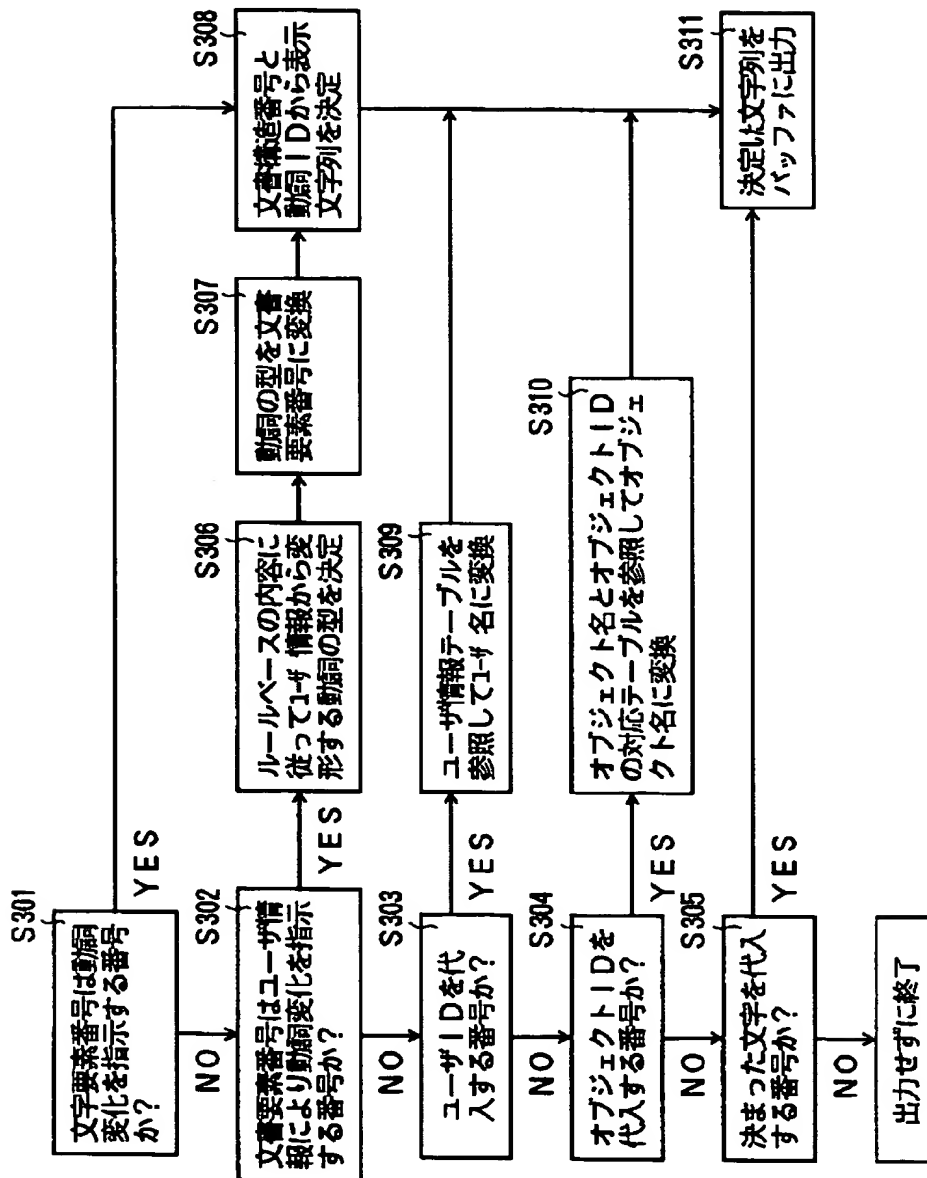 S301
文字要素番号は動詞
変化を指示する番号
か?
YES
NO
S302
文書要素番号はユーザ情
報により動詞変化を指示
する番号か?
YES
NO
S303
ユーザIDを代
入する番号か?
YES
NO
S304
オブジェクトIDを
代入する番号か?
YES
NO
S305
決まった文字を代入
する番号か?
YES
NO
出力せずに終了
S306
ルールベースの内容に
従ってユーザ情報から変
形する動詞の型を決定
S307
動詞の型を文書
要素番号に変換
S308
文書構造番号と
動詞IDから表示
文字列を決定
S309
ユーザ情報テーブルを
参照してユーザ名に変換
S310
オブジェクト名とオブジェクトID
の対応テーブルを参照してオブジェ
クト名に変換
S311
決定した文字列を
バッファに出力